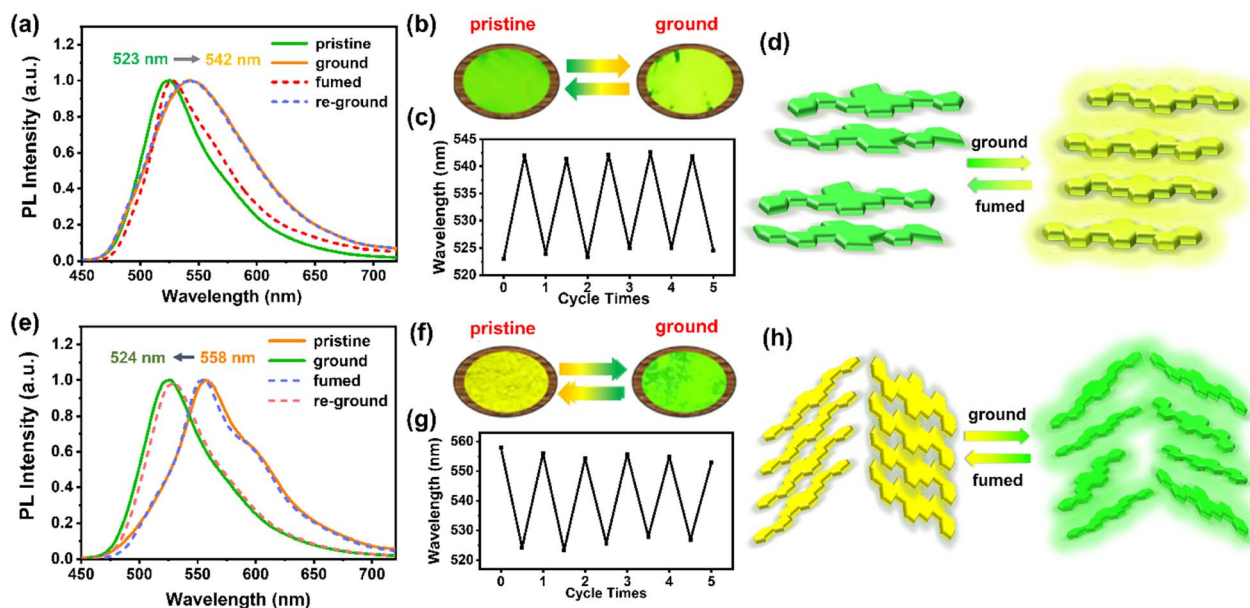 (a)
1.2
1.0
0.8
0.6
0.4
0.2
0.0
PL Intensity (a.u.)
523 nm
542 nm
pristine
ground
fumed
re-ground
450 500 550 600 650 700
Wavelength (nm)
(b)
pristine
ground
(c)
545
540
535
530
525
520
Wavelength (nm)
0 1 2 3 4 5
Cycle Times
(d)
ground
fumed
(e)
1.2
1.0
0.8
0.6
0.4
0.2
0.0
PL Intensity (a.u.)
524 nm
558 nm
pristine
ground
fumed
re-ground
450 500 550 600 650 700
Wavelength (nm)
(f)
pristine
ground
(g)
560
550
540
530
520
Wavelength (nm)
0 1 2 3 4 5
Cycle Times
(h)
ground
fumed